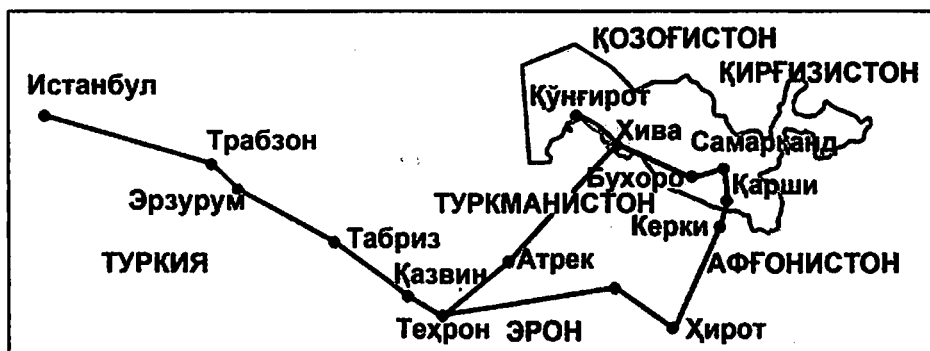 ҚОЗОҒИСТОН
ҚИРҒИЗИСТОН
Истанбул
Қўнғирот
Трабзон
Хива
Самарқанд
Эрзурум
Бухоро
Қарши
ТУРКМАНИСТОН
Керки
ТУРКИЯ
Табриз
Қазвин
Атрек
АФҒОНИСТОН
Теҳрон
ЭРОН
Ҳирот